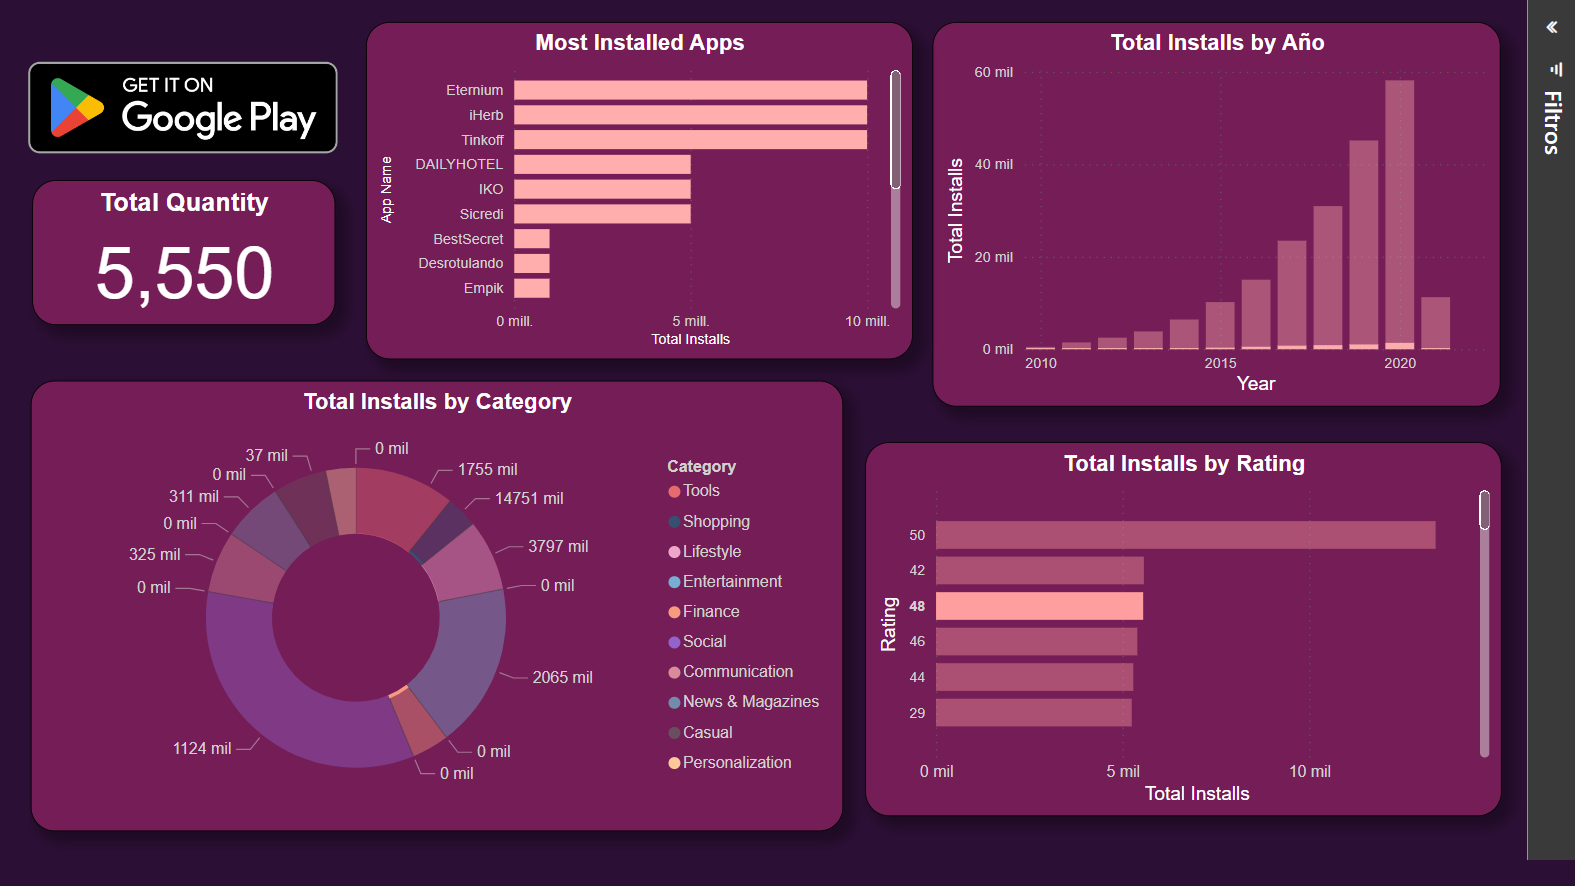 GET IT ON
Google Play
Total Quantity
5,550
Most Installed Apps
App Name
Eternium
iHerb
Tinkoff
DAILYHOTEL
IKO
Sicredi
BestSecret
Desrotulando
Empik
0 mill.
5 mill.
10 mill.
Total Installs
Total Installs by Año
Total Installs
60 mil
40 mil
20 mil
0 mil
2010
2015
2020
Year
«
Filtros
Total Installs by Category
0 mil
1755 mil
14751 mil
3797 mil
0 mil
2065 mil
0 mil
0 mil
1124 mil
0 mil
325 mil
0 mil
311 mil
0 mil
37 mil
Category
Tools
Shopping
Lifestyle
Entertainment
Finance
Social
Communication
News & Magazines
Casual
Personalization
Total Installs by Rating
Rating
50
42
48
46
44
29
0 mil
5 mil
10 mil
Total Installs